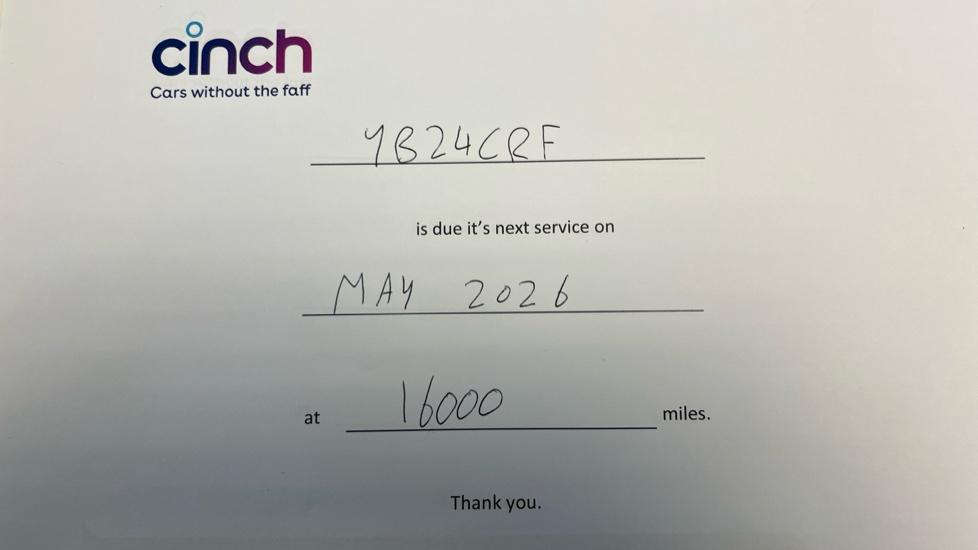 cinch
Cars without the faff
YB24CRF
is due it's next service on
MAY 2026
at 16000 miles.
Thank you.